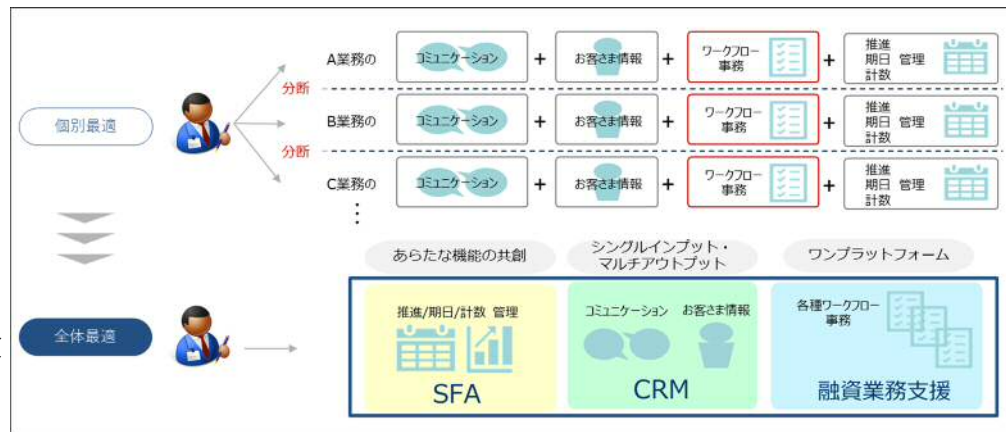 個別最適
A業務の
コミュニケーション
+
お客さま情報
+
ワークフロー
事務
+
推進
期日 管理
計数
分断
B業務の
コミュニケーション
+
お客さま情報
+
ワークフロー
事務
+
推進
期日 管理
計数
分断
C業務の
コミュニケーション
+
お客さま情報
+
ワークフロー
事務
+
推進
期日 管理
計数
⋮
あらたな機能の共創
シングルインプット・
マルチアウトプット
ワンプラットフォーム
全体最適
推進/期日/計数 管理
SFA
コミュニケーション お客さま情報
CRM
各種ワークフロー
事務
融資業務支援